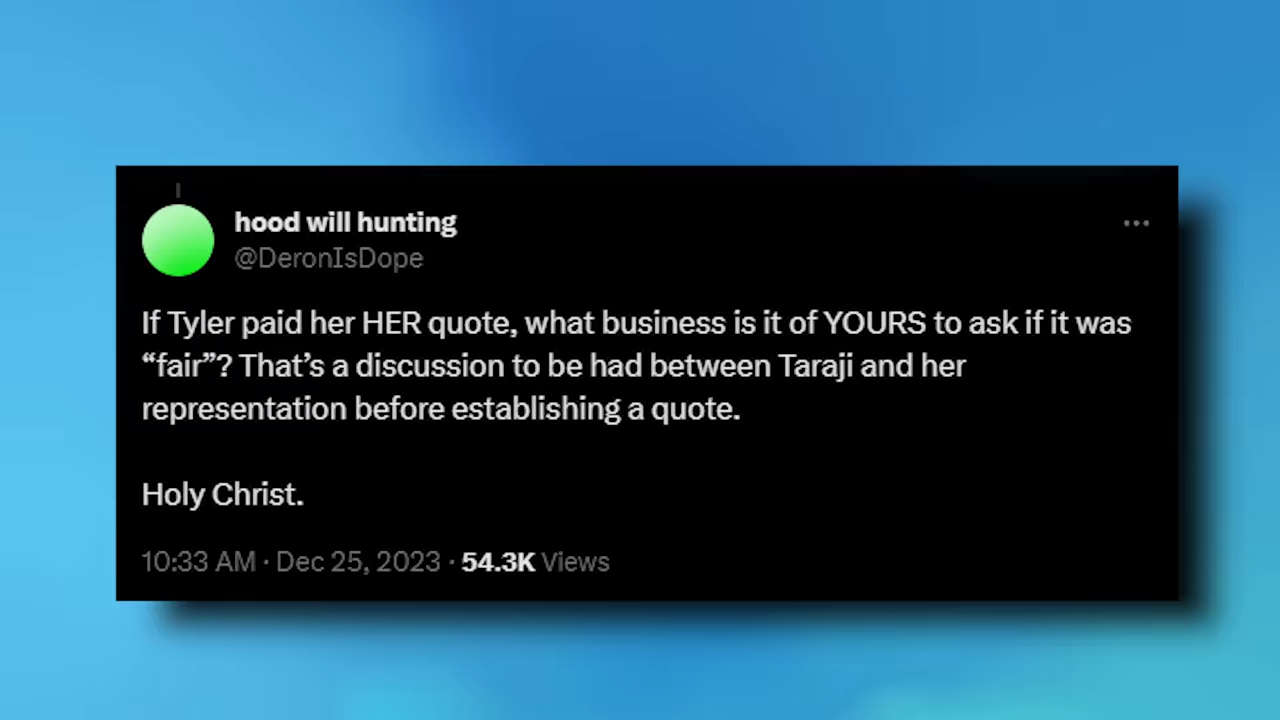 hood will hunting
@DeronIsDope
If Tyler paid her HER quote, what business is it of YOURS to ask if it was
“fair”? That’s a discussion to be had between Taraji and her
representation before establishing a quote.
Holy Christ.
10:33 AM · Dec 25, 2023 · 54.3K Views